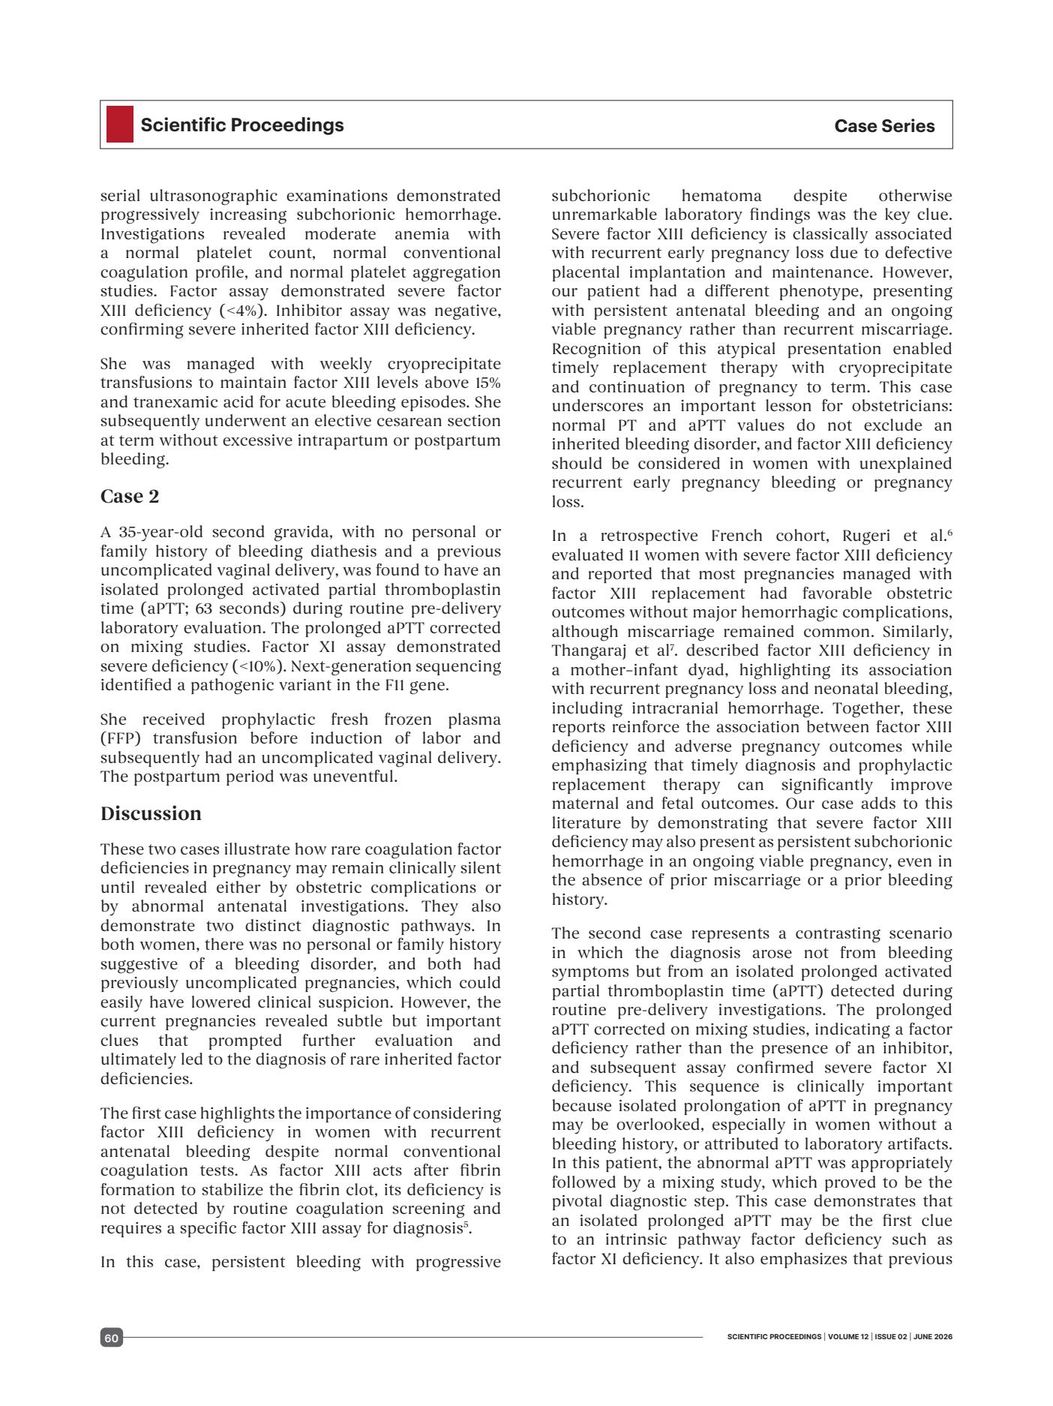 Scientific Proceedings
Case Series
serial ultrasonographic examinations demonstrated
progressively increasing subchorionic hemorrhage.
Investigations revealed moderate anemia with
a normal platelet count, normal conventional
coagulation profile, and normal platelet aggregation
studies. Factor assay demonstrated severe factor
XIII deficiency (<4%). Inhibitor assay was negative,
confirming severe inherited factor XIII deficiency.
She was managed with weekly cryoprecipitate
transfusions to maintain factor XIII levels above 15%
and tranexamic acid for acute bleeding episodes. She
subsequently underwent an elective cesarean section
at term without excessive intrapartum or postpartum
bleeding.
Case 2
A 35-year-old second gravida, with no personal or
family history of bleeding diathesis and a previous
uncomplicated vaginal delivery, was found to have an
isolated prolonged activated partial thromboplastin
time (aPTT; 63 seconds) during routine pre-delivery
laboratory evaluation. The prolonged aPTT corrected
on mixing studies. Factor XI assay demonstrated
severe deficiency (<10%). Next-generation sequencing
identified a pathogenic variant in the F11 gene.
She received prophylactic fresh frozen plasma
(FFP) transfusion before induction of labor and
subsequently had an uncomplicated vaginal delivery.
The postpartum period was uneventful.
Discussion
These two cases illustrate how rare coagulation factor
deficiencies in pregnancy may remain clinically silent
until revealed either by obstetric complications or
by abnormal antenatal investigations. They also
demonstrate two distinct diagnostic pathways. In
both women, there was no personal or family history
suggestive of a bleeding disorder, and both had
previously uncomplicated pregnancies, which could
easily have lowered clinical suspicion. However, the
current pregnancies revealed subtle but important
clues that prompted further evaluation and
ultimately led to the diagnosis of rare inherited factor
deficiencies.
The first case highlights the importance of considering
factor XIII deficiency in women with recurrent
antenatal bleeding despite normal conventional
coagulation tests. As factor XIII acts after fibrin
formation to stabilize the fibrin clot, its deficiency is
not detected by routine coagulation screening and
requires a specific factor XIII assay for diagnosis⁵.
In this case, persistent bleeding with progressive
subchorionic hematoma despite otherwise
unremarkable laboratory findings was the key clue.
Severe factor XIII deficiency is classically associated
with recurrent early pregnancy loss due to defective
placental implantation and maintenance. However,
our patient had a different phenotype, presenting
with persistent antenatal bleeding and an ongoing
viable pregnancy rather than recurrent miscarriage.
Recognition of this atypical presentation enabled
timely replacement therapy with cryoprecipitate
and continuation of pregnancy to term. This case
underscores an important lesson for obstetricians:
normal PT and aPTT values do not exclude an
inherited bleeding disorder, and factor XIII deficiency
should be considered in women with unexplained
recurrent early pregnancy bleeding or pregnancy
loss.
In a retrospective French cohort, Rugeri et al.⁶
evaluated 11 women with severe factor XIII deficiency
and reported that most pregnancies managed with
factor XIII replacement had favorable obstetric
outcomes without major hemorrhagic complications,
although miscarriage remained common. Similarly,
Thangaraj et al⁷. described factor XIII deficiency in
a mother–infant dyad, highlighting its association
with recurrent pregnancy loss and neonatal bleeding,
including intracranial hemorrhage. Together, these
reports reinforce the association between factor XIII
deficiency and adverse pregnancy outcomes while
emphasizing that timely diagnosis and prophylactic
replacement therapy can significantly improve
maternal and fetal outcomes. Our case adds to this
literature by demonstrating that severe factor XIII
deficiency may also present as persistent subchorionic
hemorrhage in an ongoing viable pregnancy, even in
the absence of prior miscarriage or a prior bleeding
history.
The second case represents a contrasting scenario
in which the diagnosis arose not from bleeding
symptoms but from an isolated prolonged activated
partial thromboplastin time (aPTT) detected during
routine pre-delivery investigations. The prolonged
aPTT corrected on mixing studies, indicating a factor
deficiency rather than the presence of an inhibitor,
and subsequent assay confirmed severe factor XI
deficiency. This sequence is clinically important
because isolated prolongation of aPTT in pregnancy
may be overlooked, especially in women without a
bleeding history, or attributed to laboratory artifacts.
In this patient, the abnormal aPTT was appropriately
followed by a mixing study, which proved to be the
pivotal diagnostic step. This case demonstrates that
an isolated prolonged aPTT may be the first clue
to an intrinsic pathway factor deficiency such as
factor XI deficiency. It also emphasizes that previous
60
SCIENTIFIC PROCEEDINGS | VOLUME 12 | ISSUE 02 | JUNE 2026